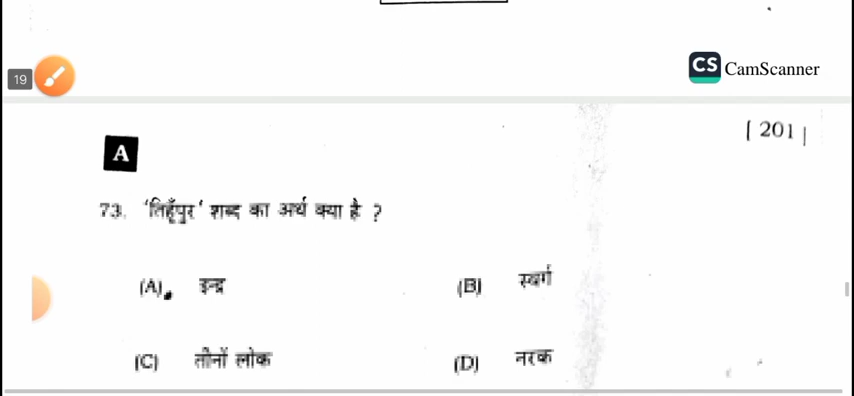 19
CS CamScanner
[ 201 ]
A
73. 'तिहुँपुर' शब्द का अर्थ क्या है ?
(A) इन्द्र (B) स्वर्ग
(C) तीनों लोक (D) नरक